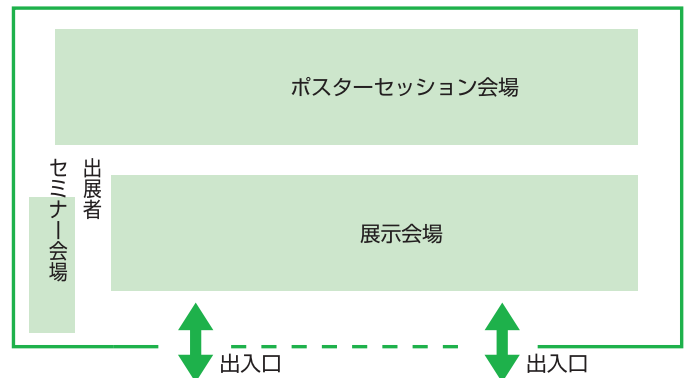 ポスターセッション会場
出展者
セミナー会場
展示会場
出入口
出入口